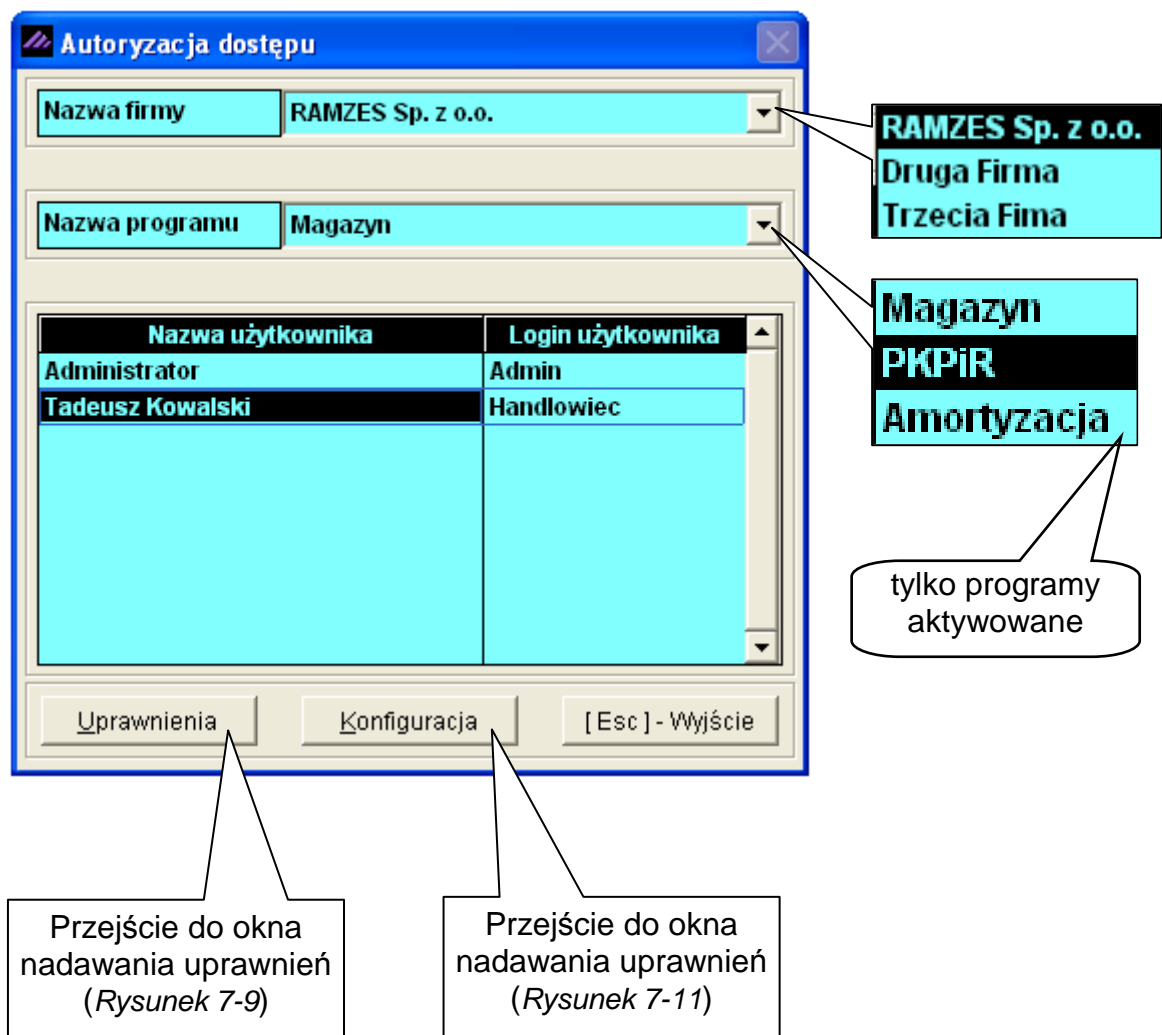 Autoryzacja dostępu
Nazwa firmy RAMZES Sp. z o.o.
RAMZES Sp. z o.o.
Druga Firma
Trzecia Fima
Nazwa programu Magazyn
Magazyn
PKPiR
Amortyzacja
tylko programy
aktywowane
Nazwa użytkownika Login użytkownika
Administrator Admin
Tadeusz Kowalski Handlowiec
Uprawnienia Konfiguracja [ Esc ] - Wyjście
Przejście do okna
nadawania uprawnień
(Rysunek 7-9)
Przejście do okna
nadawania uprawnień
(Rysunek 7-11)